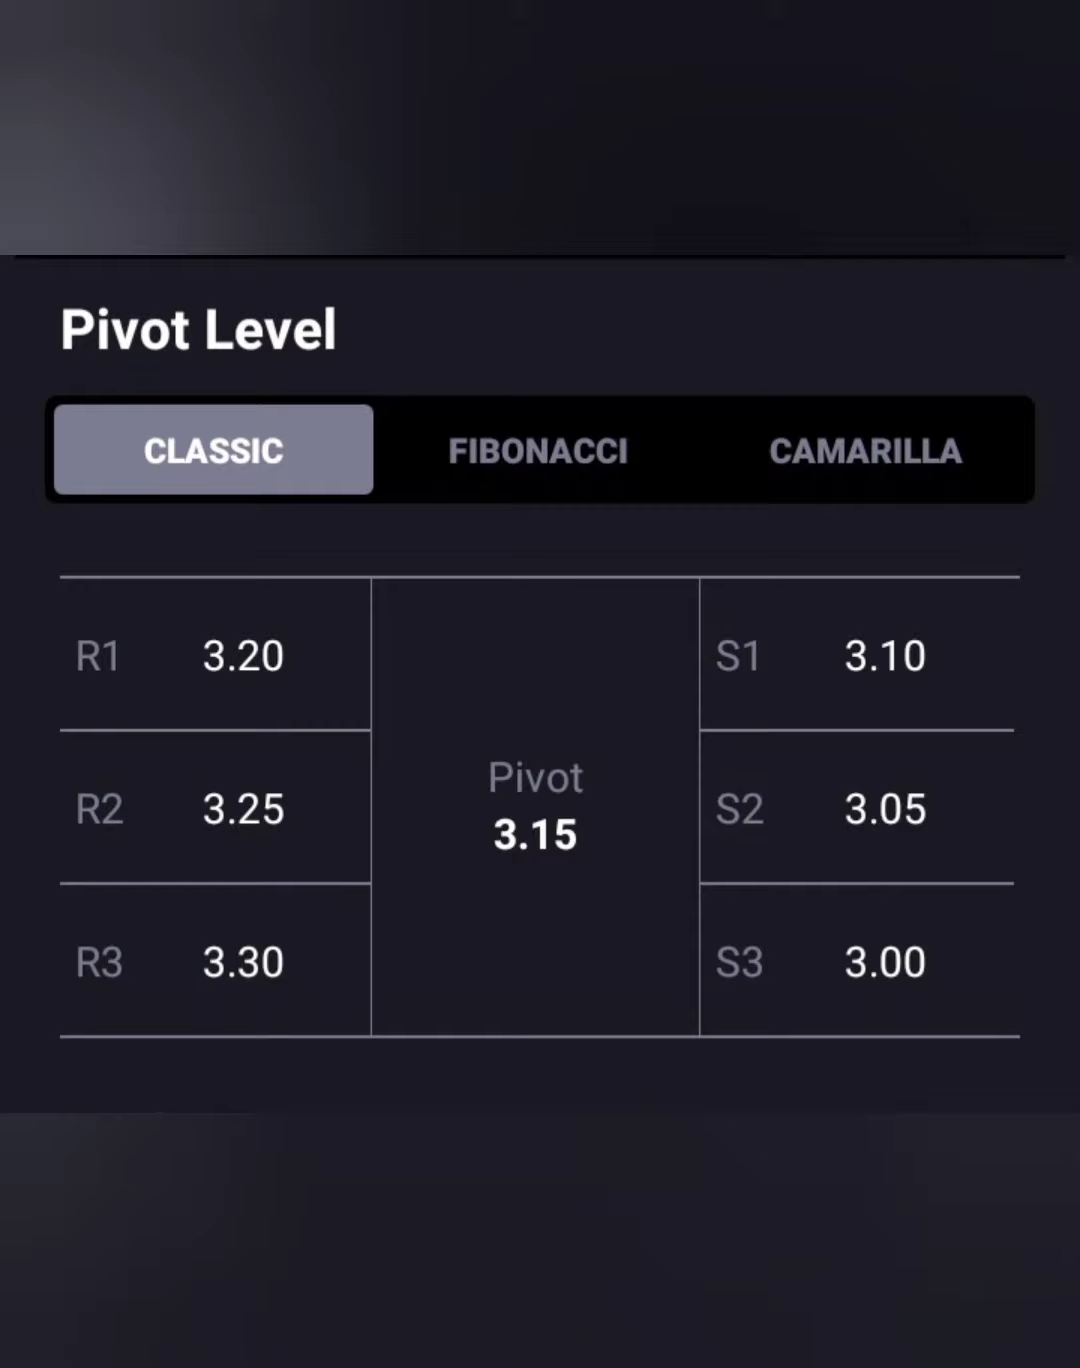 Pivot Level
CLASSIC FIBONACCI CAMARILLA
R1 3.20 S1 3.10
Pivot
R2 3.25 3.15 S2 3.05
R3 3.30 S3 3.00